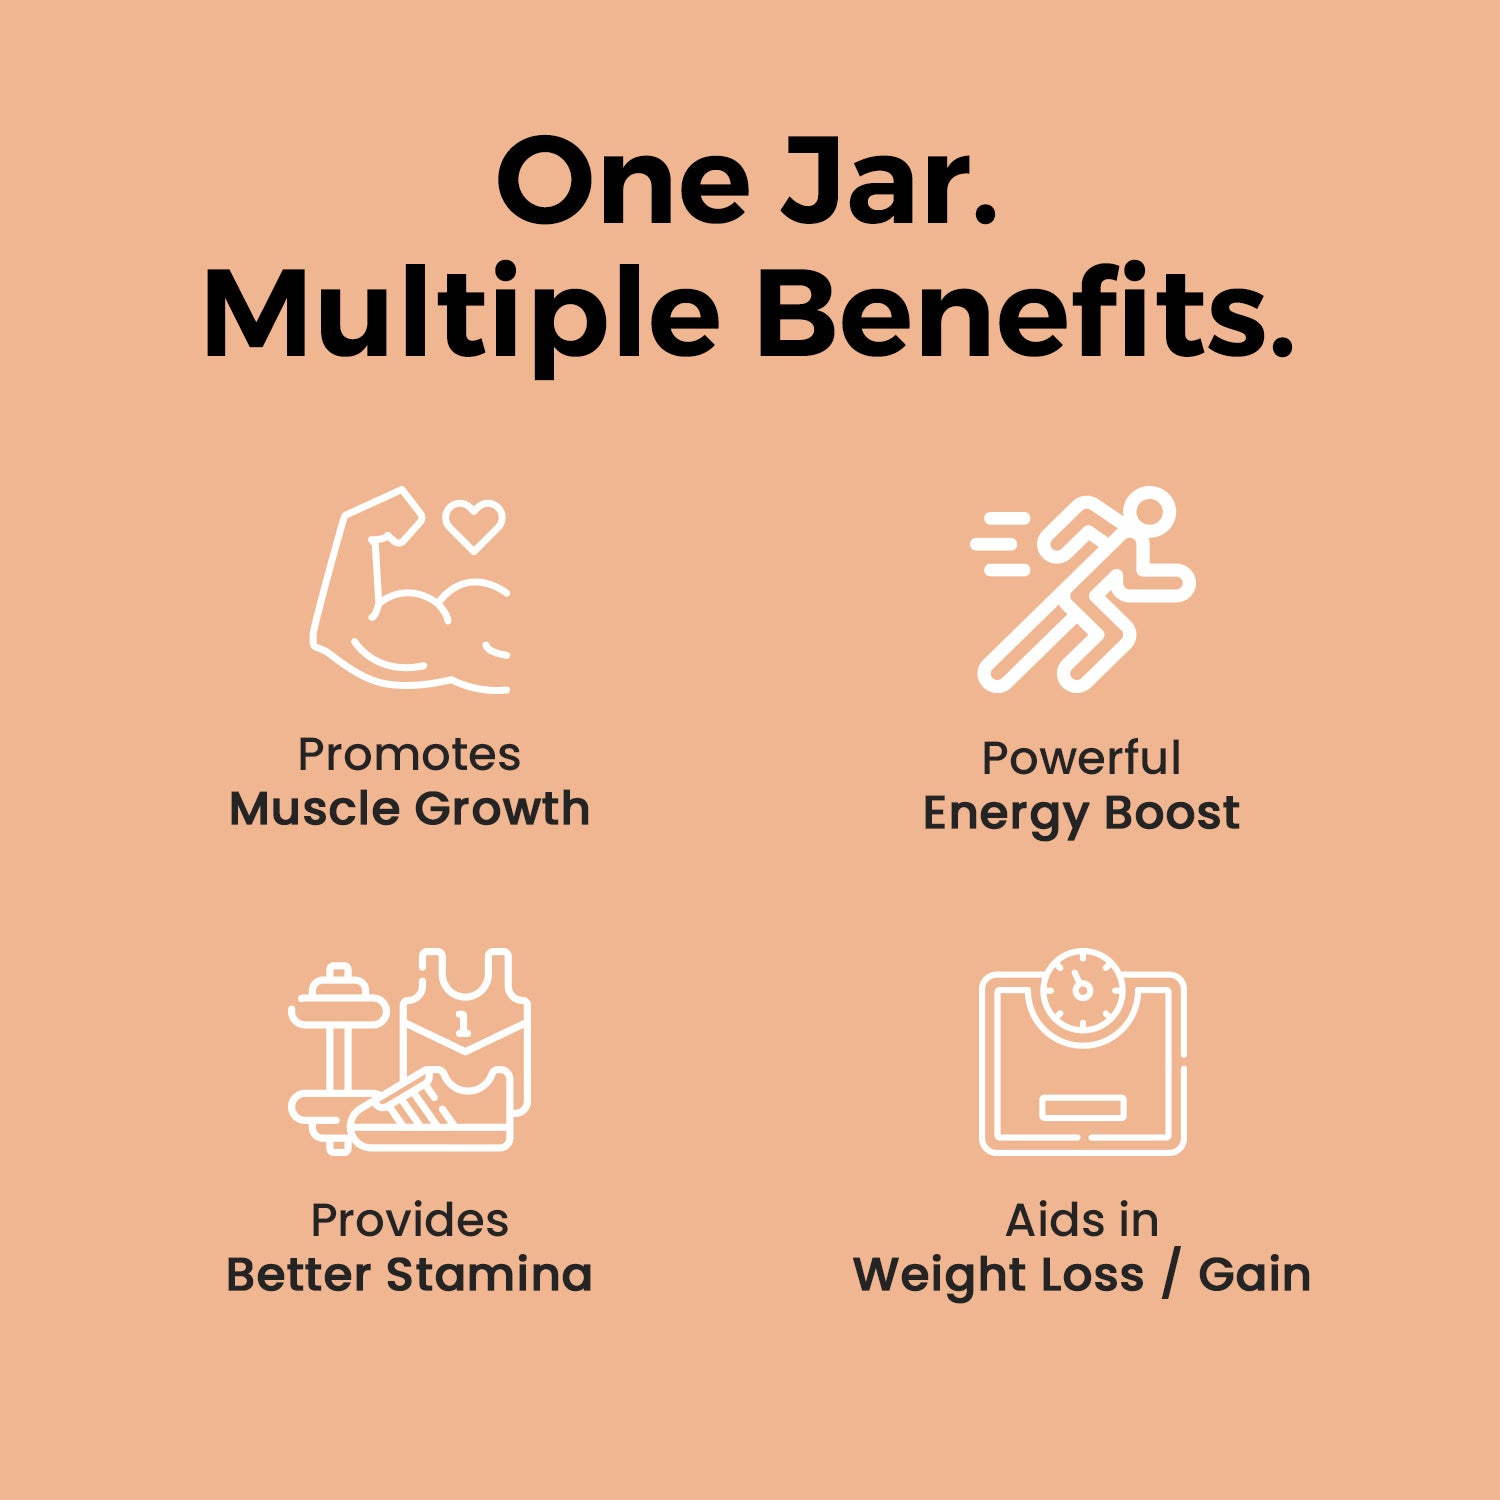 One Jar.
Multiple Benefits.
Promotes
Muscle Growth
Powerful
Energy Boost
1
Provides
Better Stamina
Aids in
Weight Loss / Gain